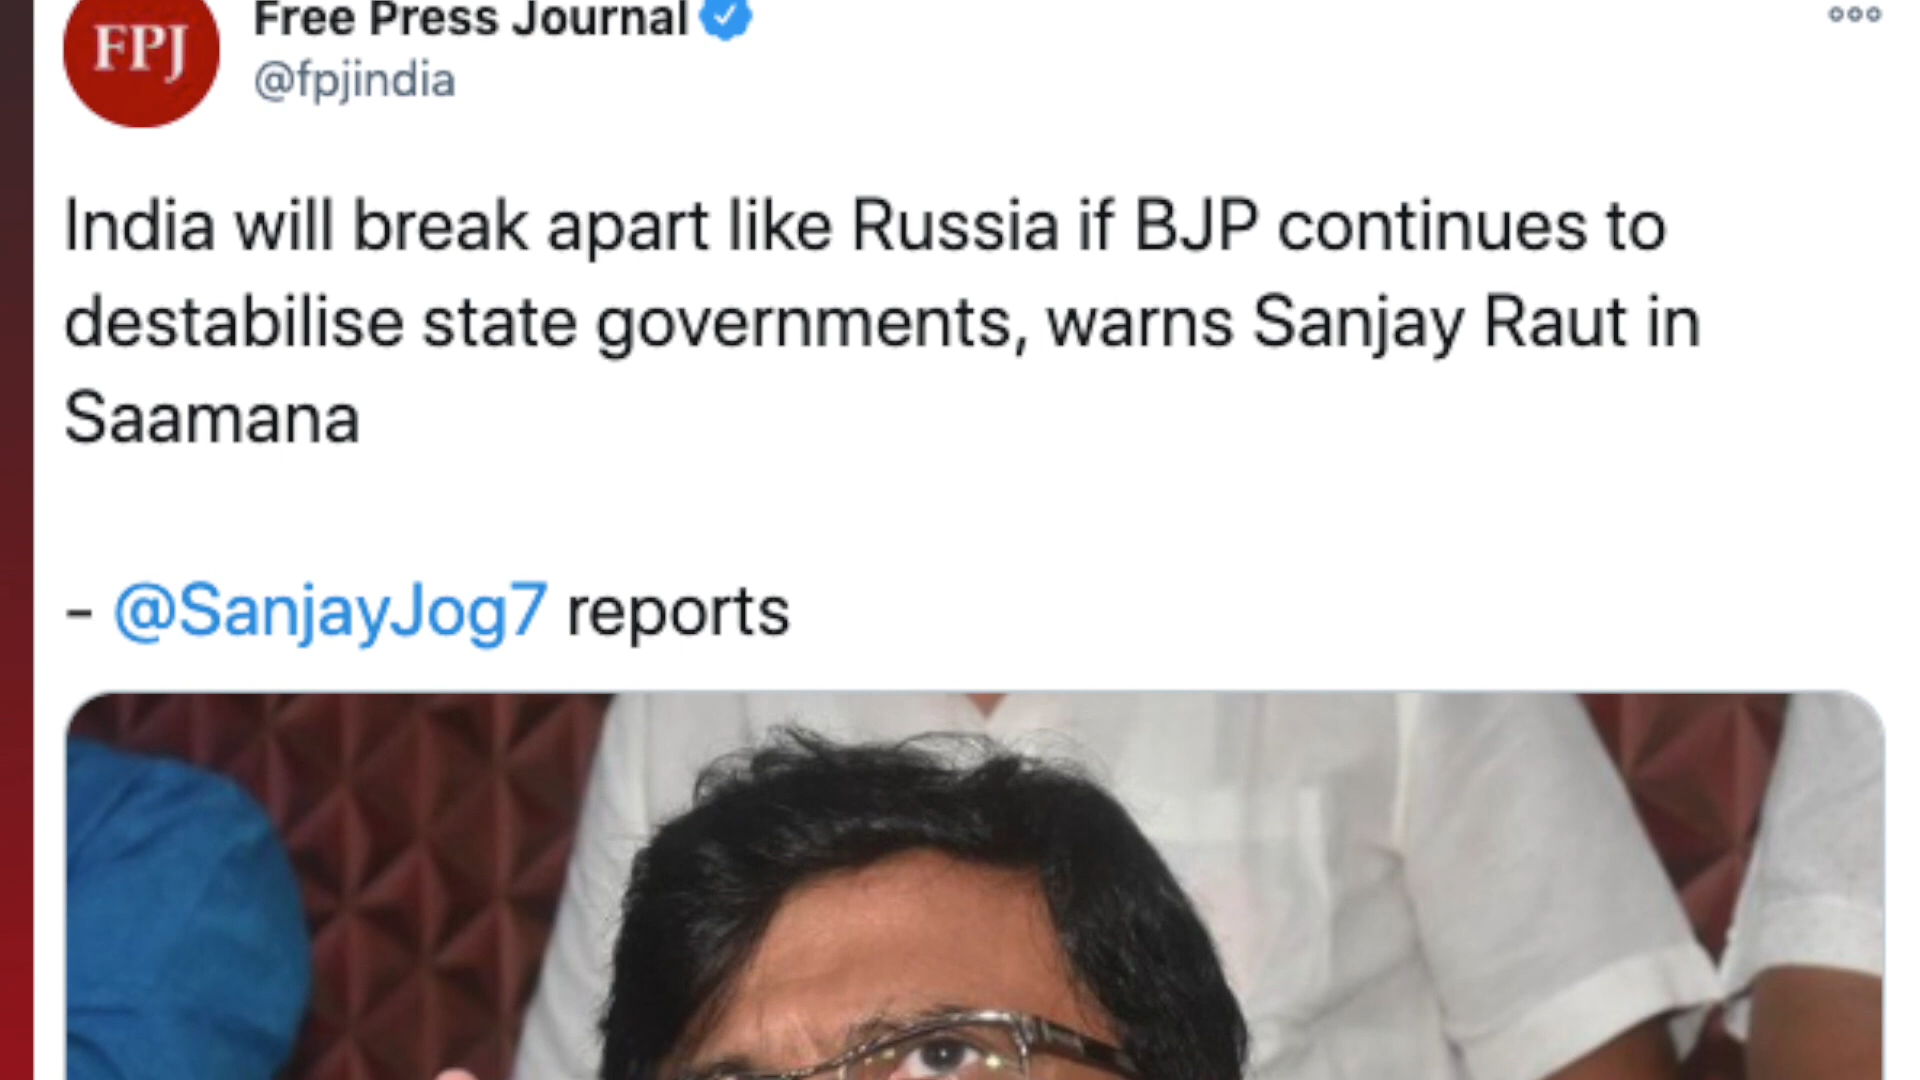 FPJ
Free Press Journal
@fpjindia
India will break apart like Russia if BJP continues to
destabilise state governments, warns Sanjay Raut in
Saamana
- @SanjayJog7 reports